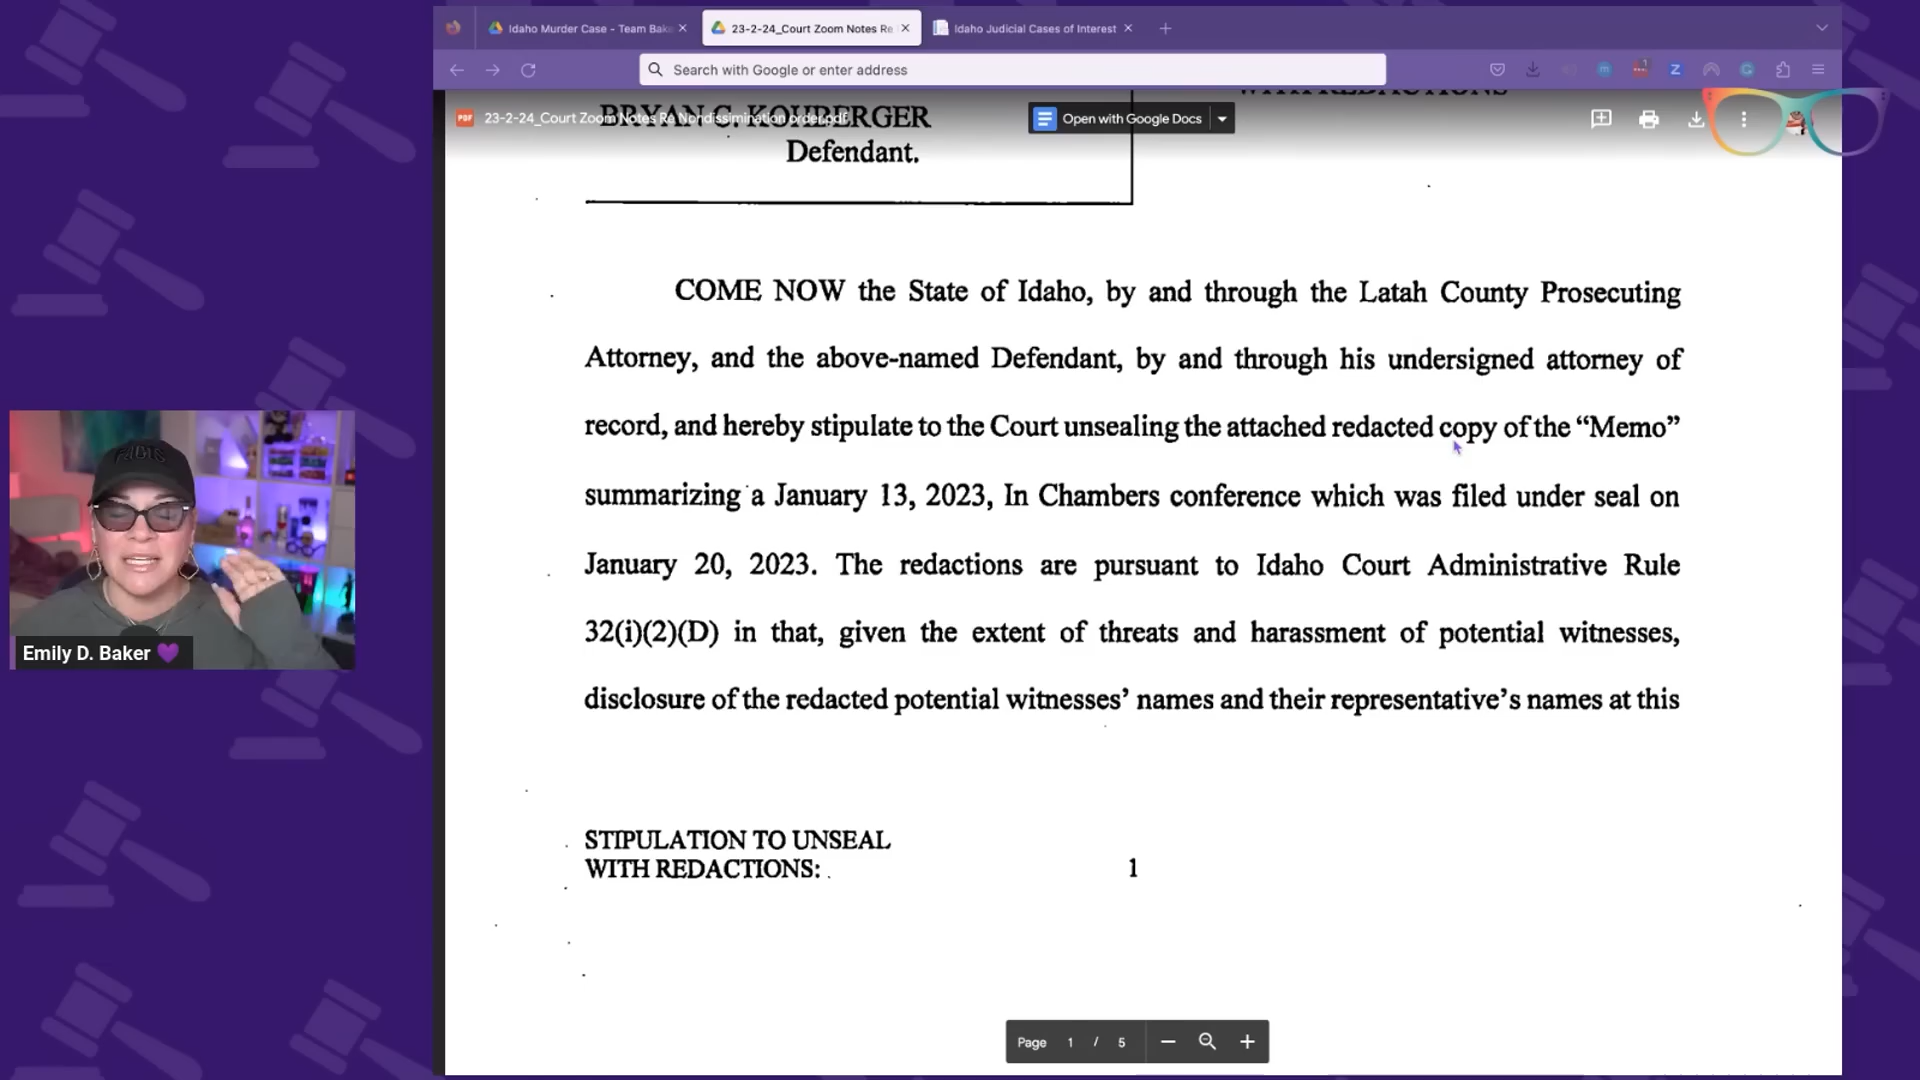 Idaho Murder Case - Team Bak
23-2-24_Court Zoom Notes Re
Idaho Judicial Cases of Interest
Search with Google or enter address
WITH REDACTIONS
BRYAN C. KOHBERGER
PDF 23-2-24_Court Zoom Notes Re Nondissimination order.pdf
Open with Google Docs
Defendant.
COME NOW the State of Idaho, by and through the Latah County Prosecuting
Attorney, and the above-named Defendant, by and through his undersigned attorney of
record, and hereby stipulate to the Court unsealing the attached redacted copy of the “Memo”
summarizing a January 13, 2023, In Chambers conference which was filed under seal on
January 20, 2023. The redactions are pursuant to Idaho Court Administrative Rule
32(i)(2)(D) in that, given the extent of threats and harassment of potential witnesses,
disclosure of the redacted potential witnesses’ names and their representative’s names at this
STIPULATION TO UNSEAL
WITH REDACTIONS:
1
Page 1 / 5
Emily D. Baker